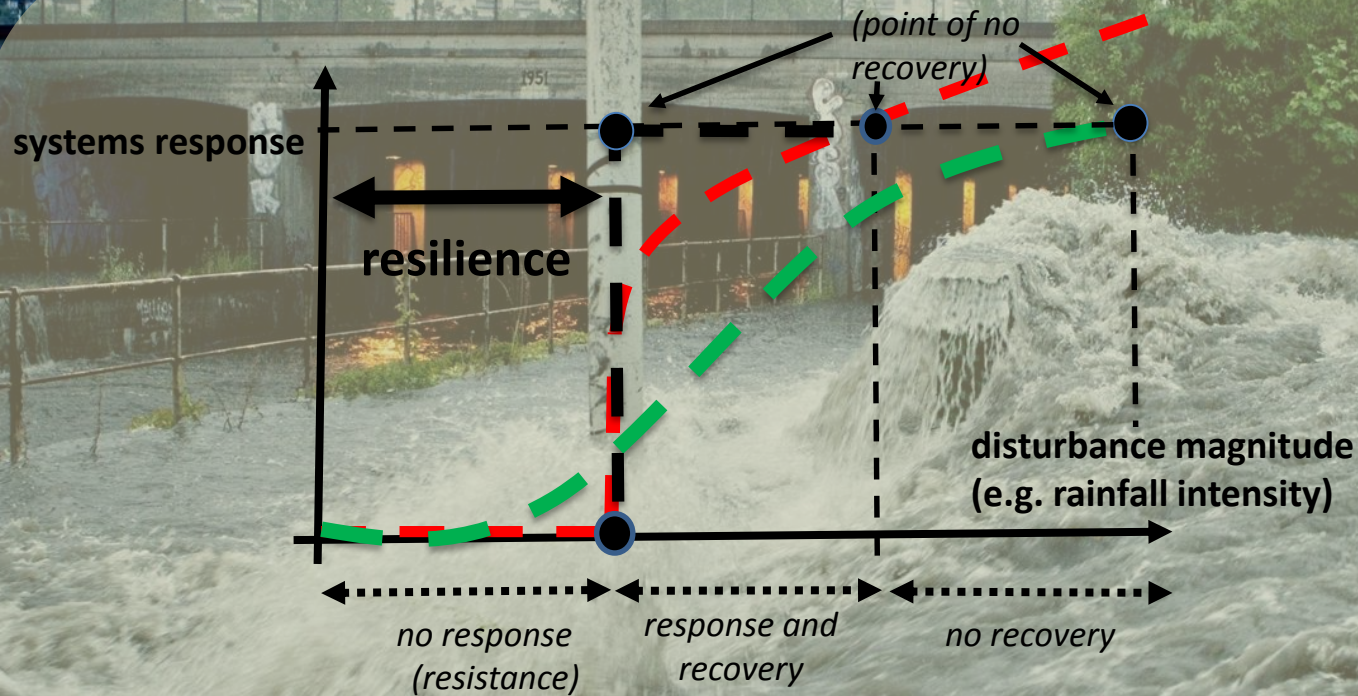 (point of no
recovery)
1951
systems response
resilience
disturbance magnitude
(e.g. rainfall intensity)
no response
(resistance)
response and
recovery
no recovery